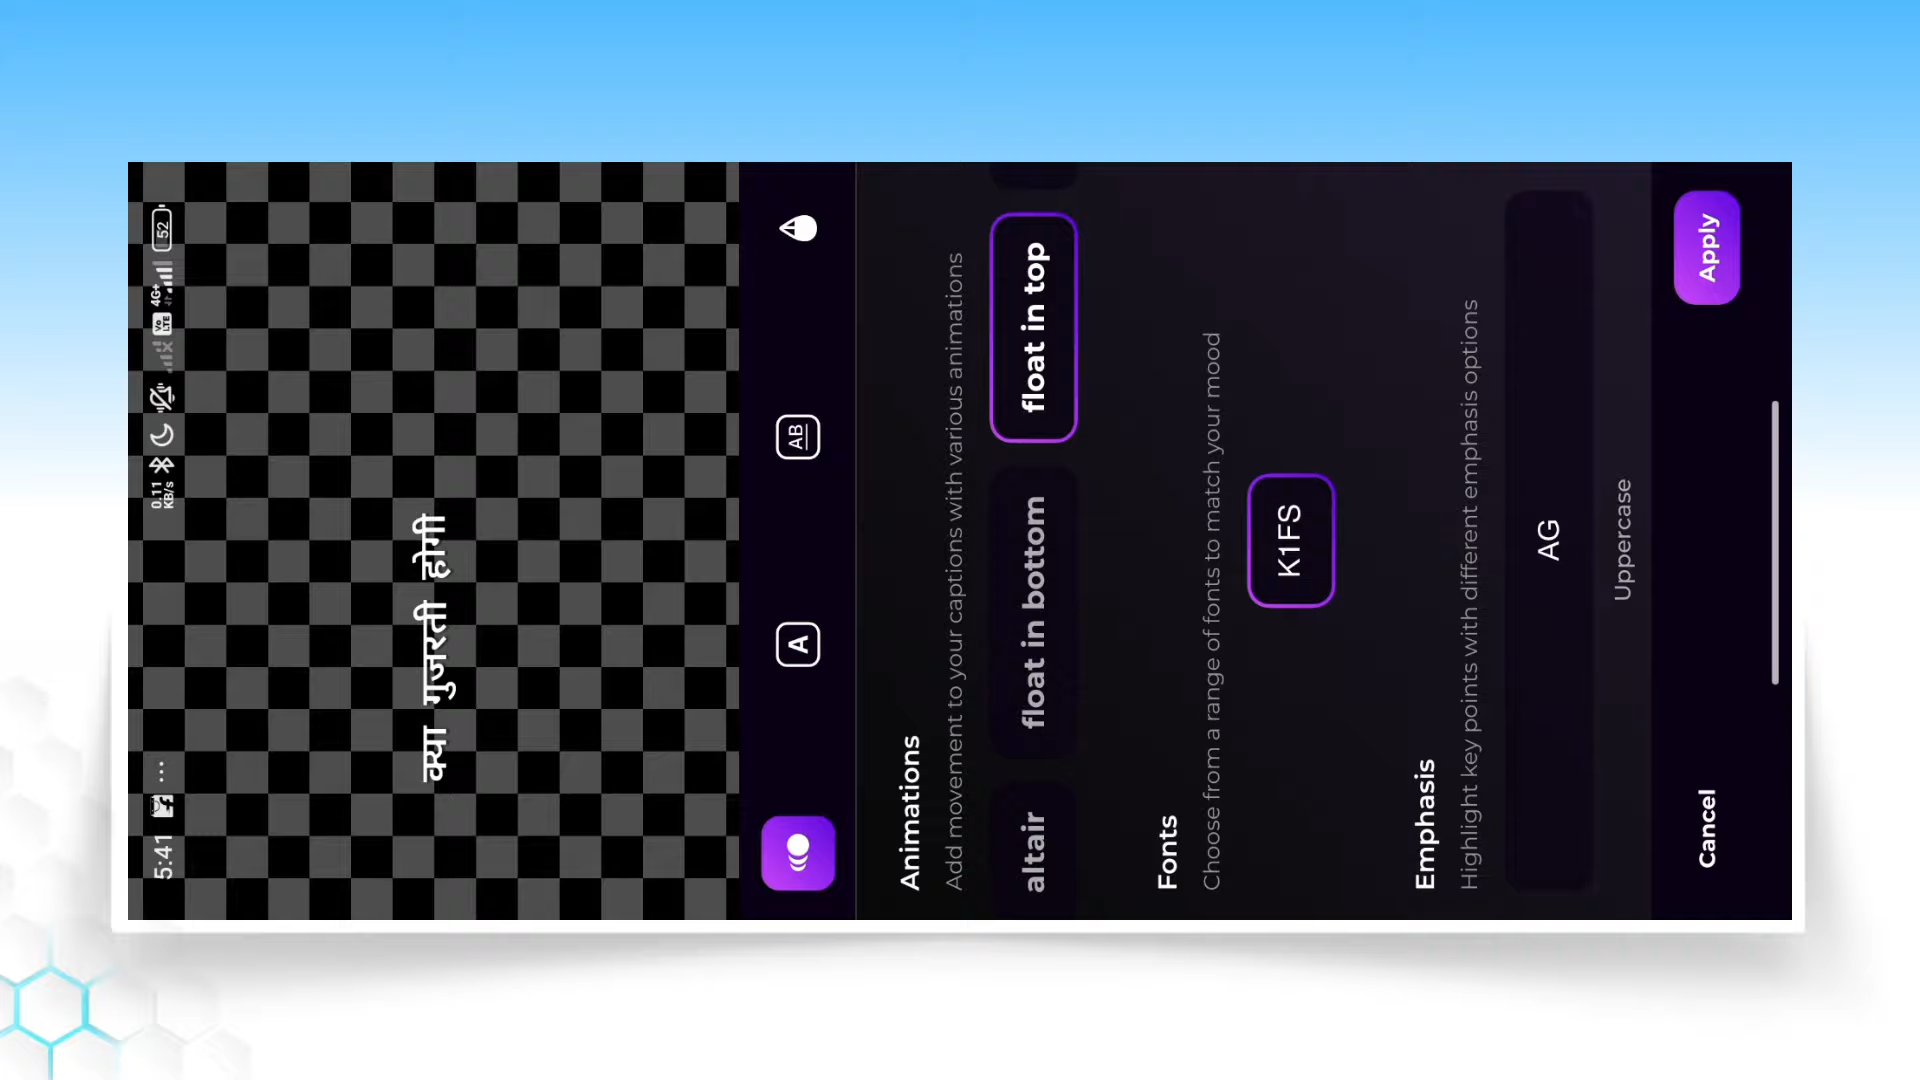 5:41 ... 0.11 KB/s Vo LTE 4G+ 52
क्या गुजरती होगी
A
AB
A
Animations
Add movement to your captions with various animations
altair
float in bottom
float in top
Fonts
Choose from a range of fonts to match your mood
K1FS
Emphasis
Highlight key points with different emphasis options
AG
Uppercase
Cancel
Apply